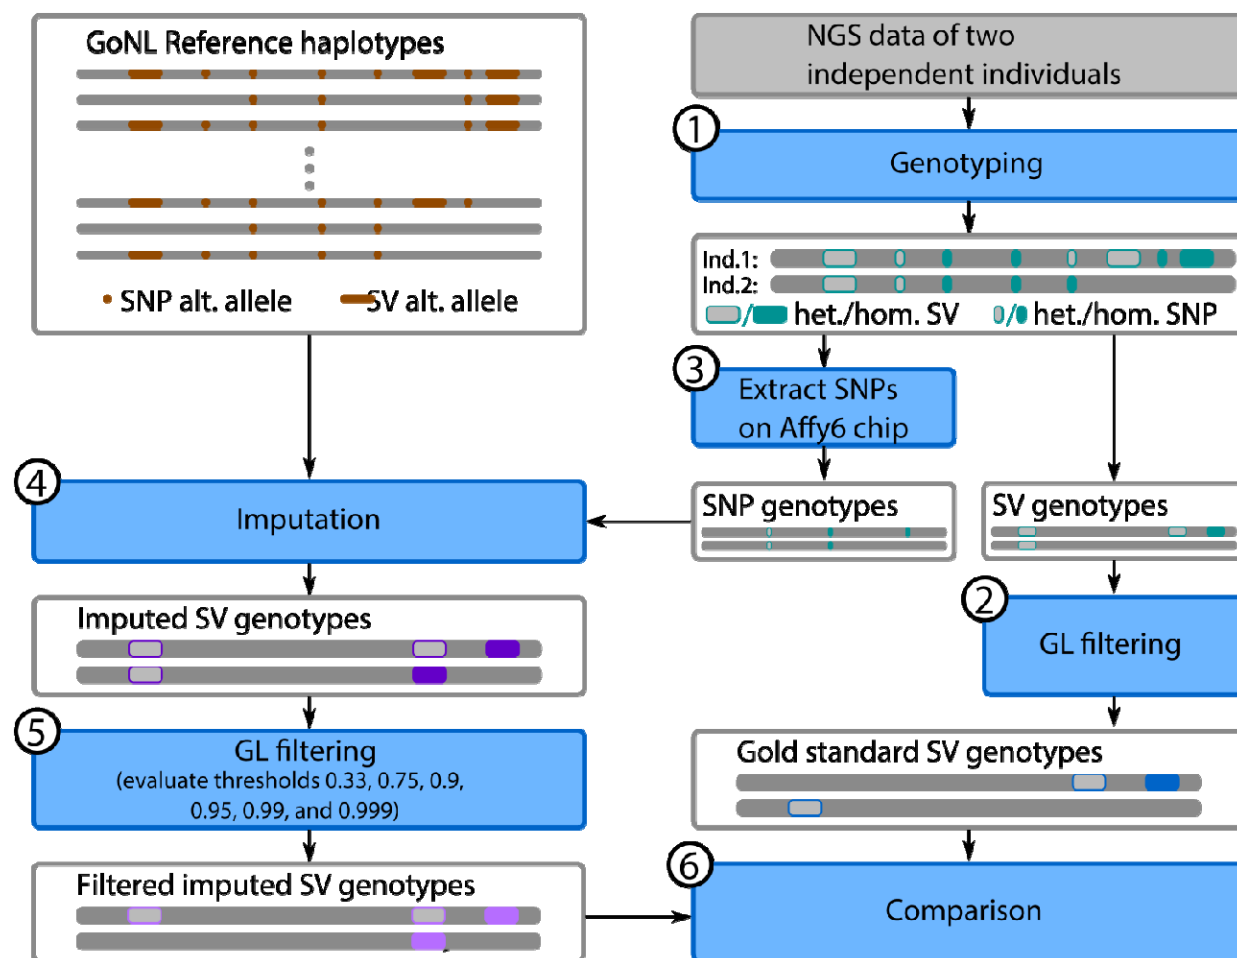 GoNL Reference haplotypes
SNP alt. allele
SV alt. allele
NGS data of two
independent individuals
1
Genotyping
Ind.1:
Ind.2:
/ het./hom. SV
/ het./hom. SNP
3
Extract SNPs
on Affy6 chip
4
Imputation
SNP genotypes
SV genotypes
2
GL filtering
Imputed SV genotypes
5
GL filtering
(evaluate thresholds 0.33, 0.75, 0.9,
0.95, 0.99, and 0.999)
Gold standard SV genotypes
Filtered imputed SV genotypes
6
Comparison